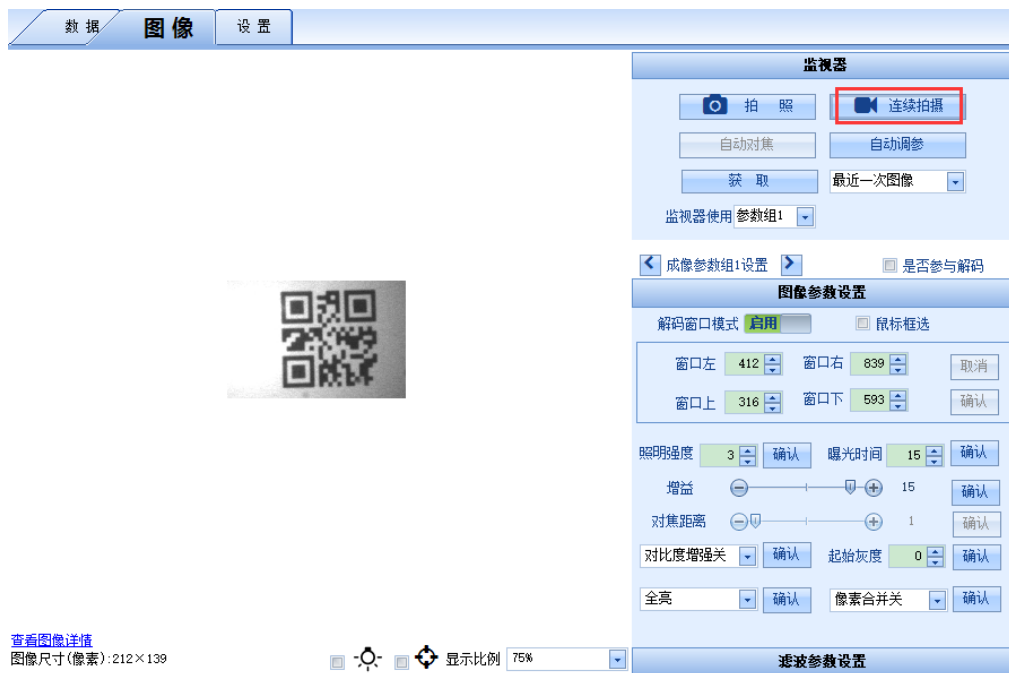 数据 图像 设置
监视器
拍 照 连续拍摄
自动对焦 自动调参
获 取 最近一次图像
监视器使用 参数组1
成像参数组1设置 是否参与解码
图像参数设置
解码窗口模式 启用 鼠标框选
窗口左 412 窗口右 839 取消
窗口上 316 窗口下 593 确认
照明强度 3 确认 曝光时间 15 确认
增益 15 确认
对焦距离 1 确认
对比度增强关 确认 起始灰度 0 确认
全亮 确认 像素合并关 确认
查看图像详情
图像尺寸(像素):212×139 显示比例 75%
滤波参数设置